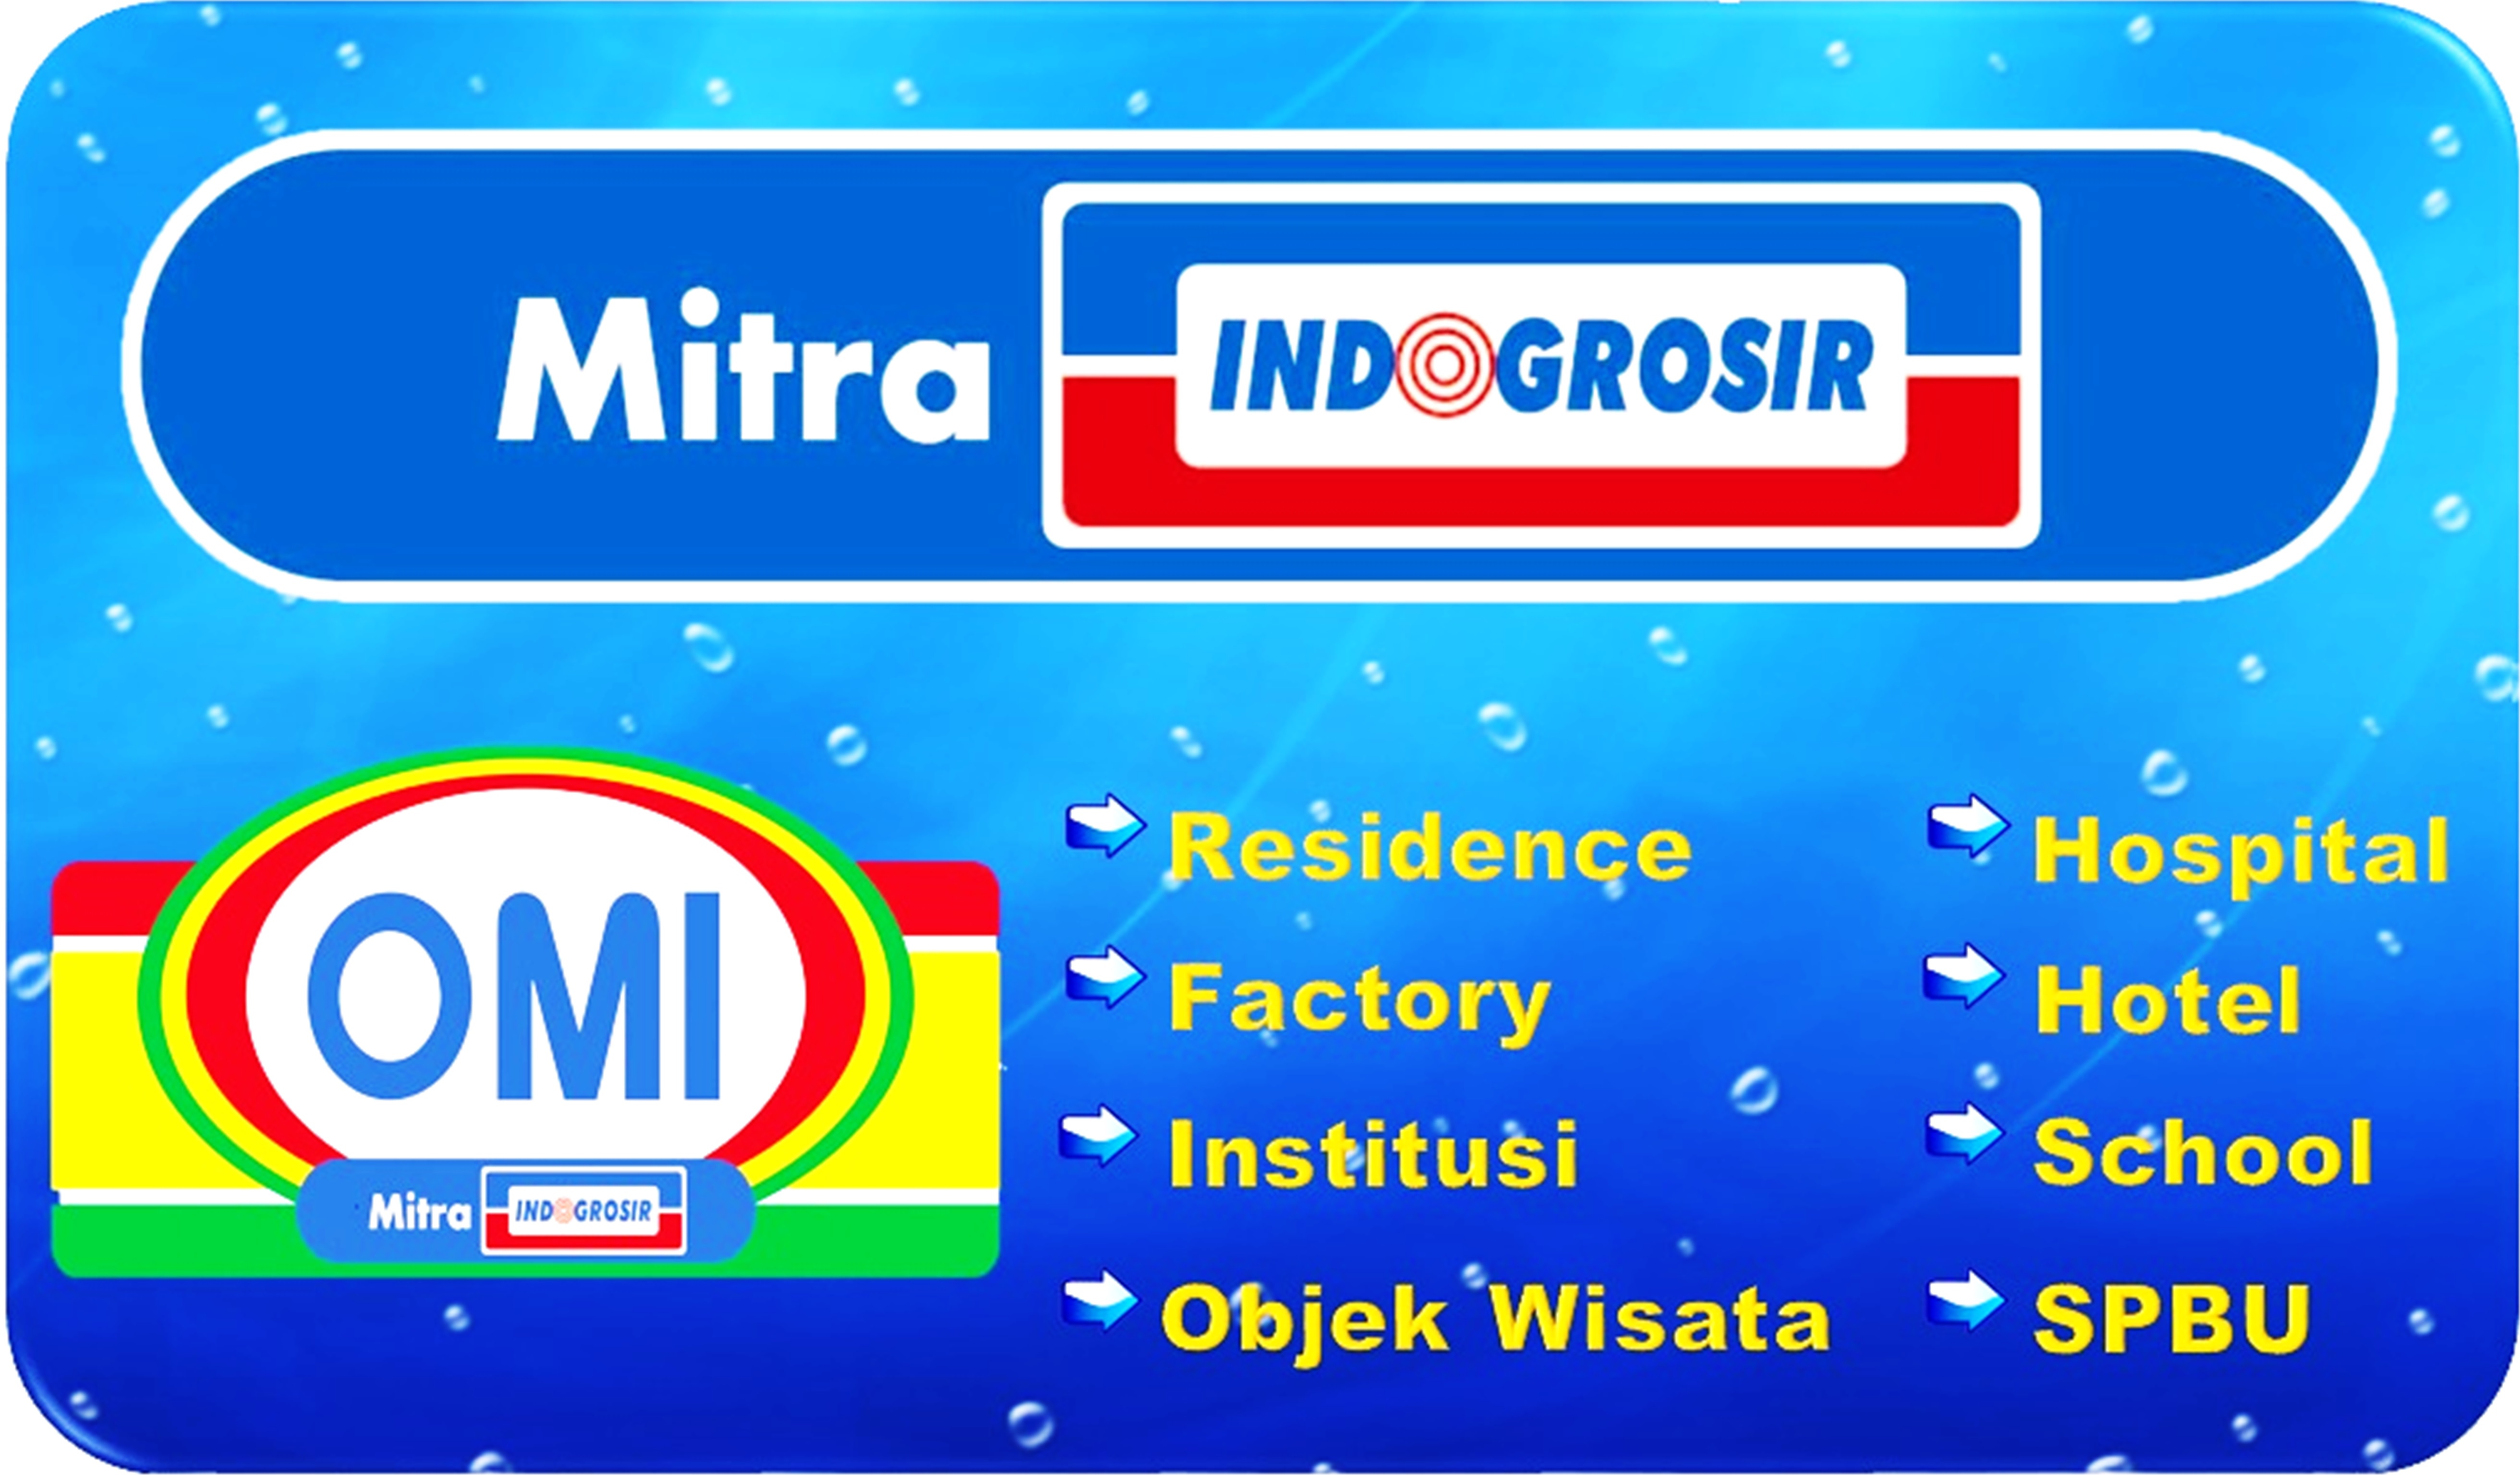 Mitra INDOGROSIR
OMI
Mitra INDOGROSIR
Residence
Factory
Institusi
Objek Wisata
Hospital
Hotel
School
SPBU